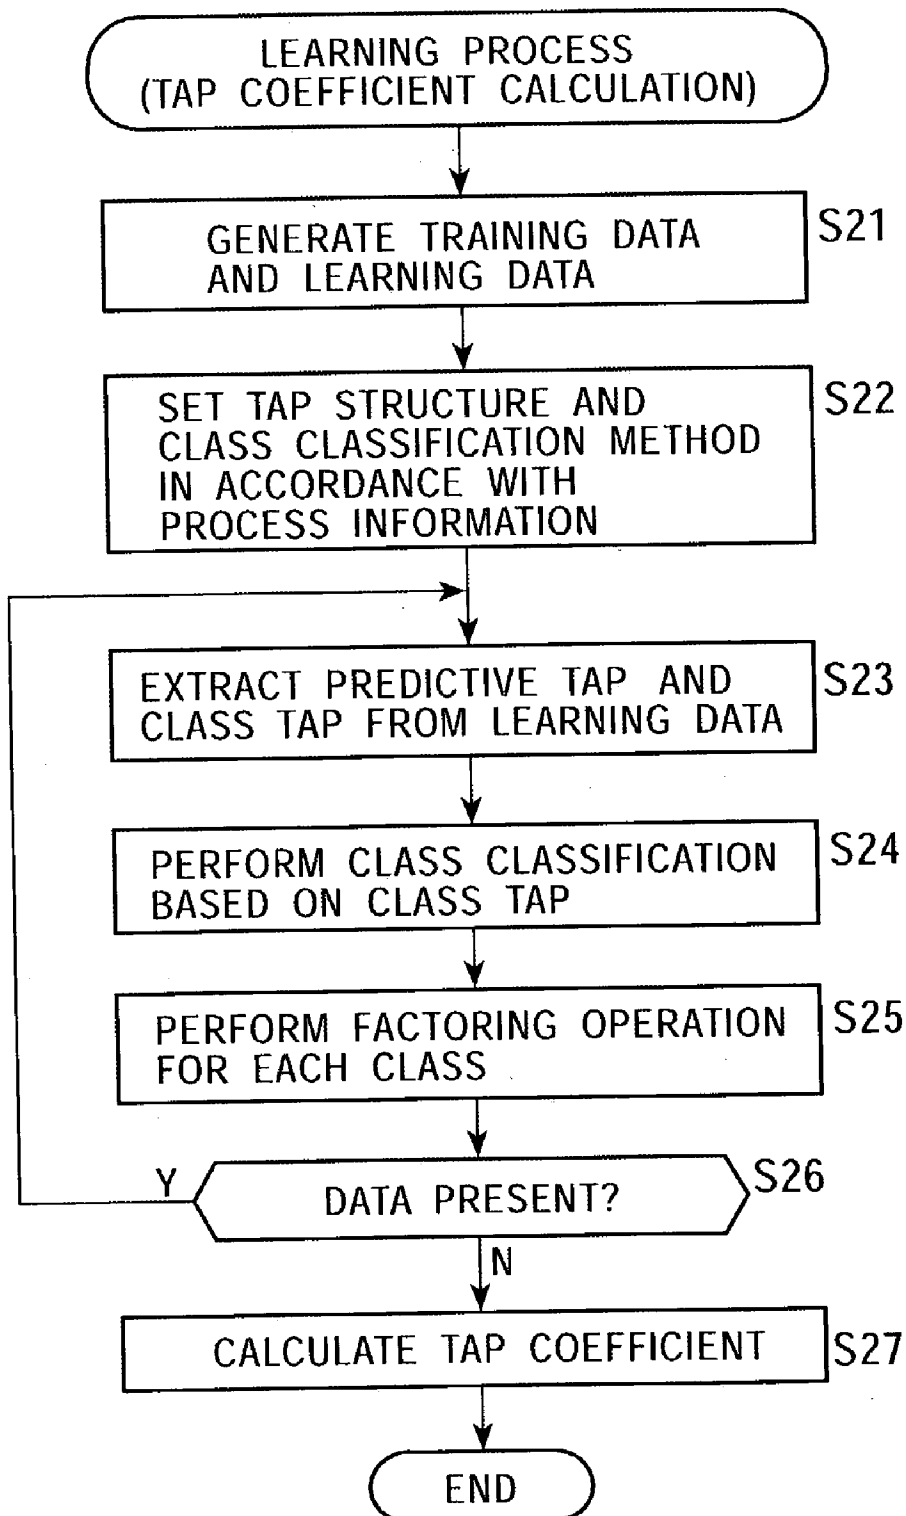 LEARNING PROCESS
(TAP COEFFICIENT CALCULATION)
GENERATE TRAINING DATA
AND LEARNING DATA
S21
SET TAP STRUCTURE AND
CLASS CLASSIFICATION METHOD
IN ACCORDANCE WITH
PROCESS INFORMATION
S22
EXTRACT PREDICTIVE TAP AND
CLASS TAP FROM LEARNING DATA
S23
PERFORM CLASS CLASSIFICATION
BASED ON CLASS TAP
S24
PERFORM FACTORING OPERATION
FOR EACH CLASS
S25
Y
DATA PRESENT?
S26
N
CALCULATE TAP COEFFICIENT
S27
END